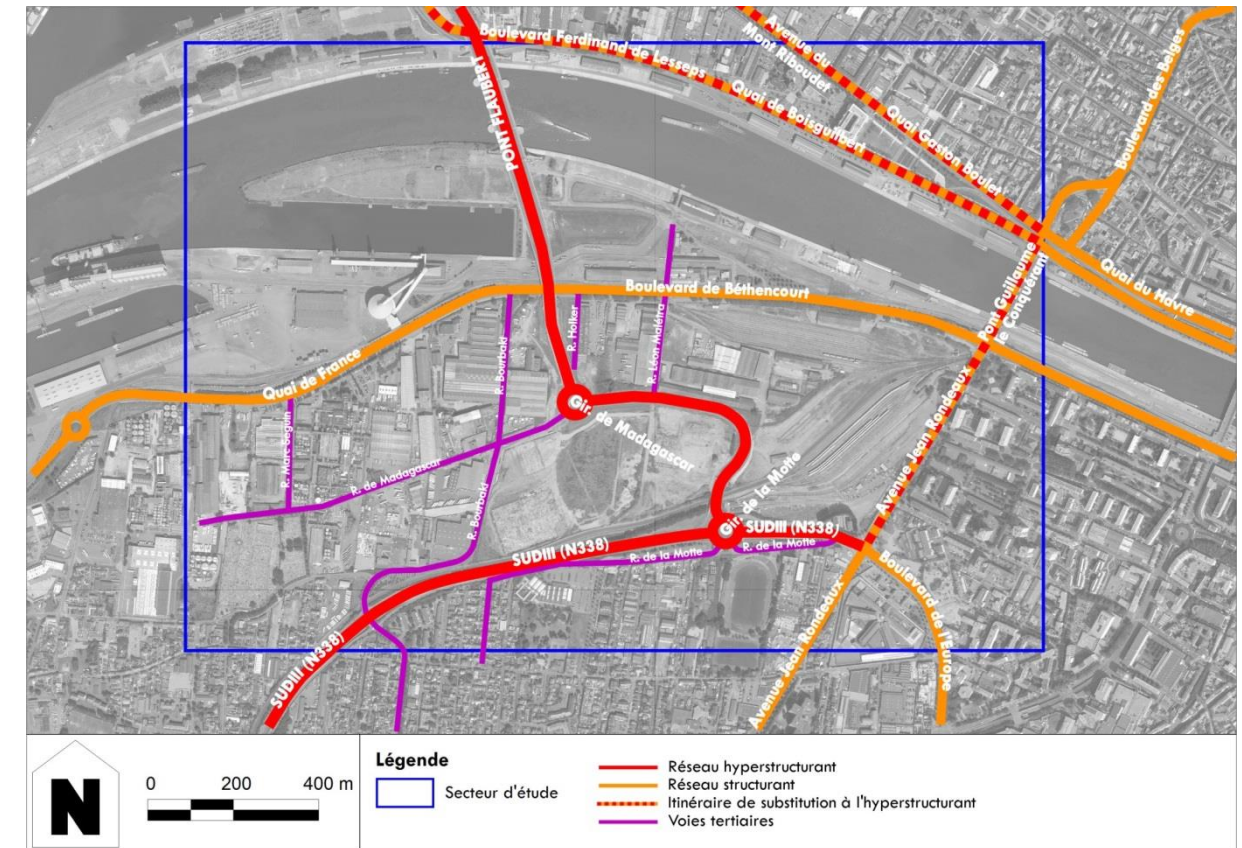 Boulevard Ferdinand de Lesseps
Avenue du
Mont Riboudet
Boulevard des Belges
PONT FLAUBERT
Quai de Boisguilbert
Quai Gaston Boulet
Pont Guillaume
le Conquérant
Quai du Havre
Boulevard de Béthencourt
Quai de France
R. Bourbaki
R. Holker
R. Léon Malétra
Gir. de Madagascar
R. Marc Seguin
R. de Madagascar
R. Bourbaki
Avenue Jean Rondeaux
Gir. de la Motte
SUDIII (N338)
SUDIII (N338)
R. de la Motte
R. de la Motte
Boulevard de l'Europe
Avenue Jean Rondeaux
SUDIII (N338)
N
0 200 400 m
Légende
Secteur d'étude
Réseau hyperstructurant
Réseau structurant
Itinéraire de substitution à l'hyperstructurant
Voies tertiaires